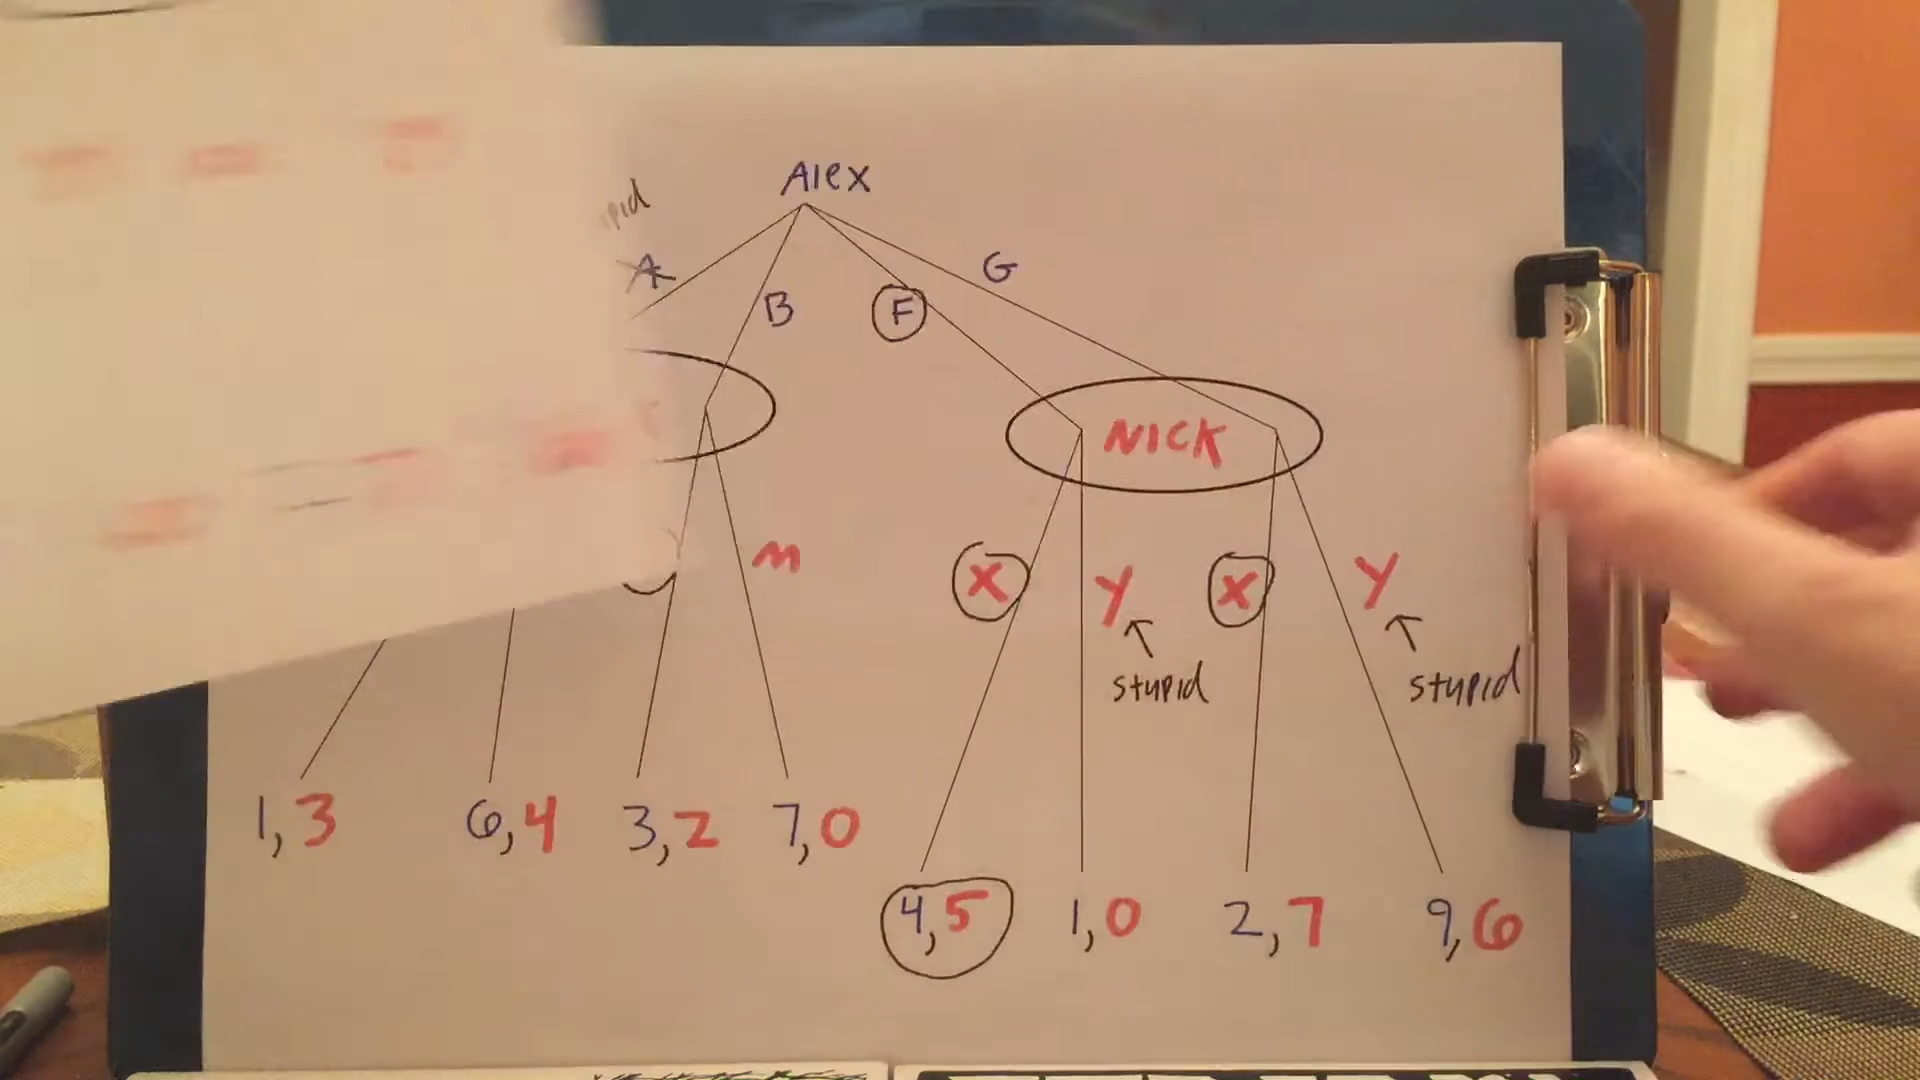 Alex
A
B
F
G
NICK
M
X
Y
X
Y
stupid
stupid
1,3
6,4
3,2
7,0
4,5
1,0
2,7
9,6